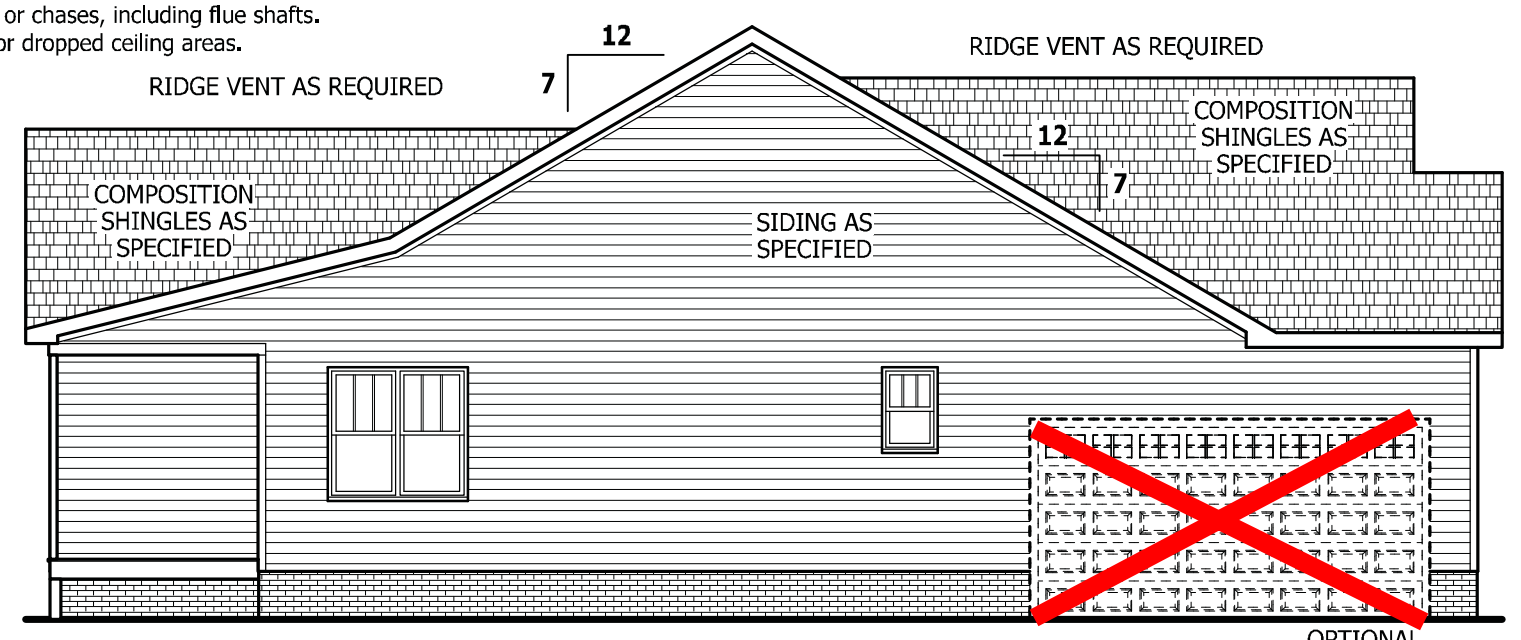 or chases, including flue shafts.
or dropped ceiling areas.
RIDGE VENT AS REQUIRED
12
7
RIDGE VENT AS REQUIRED
COMPOSITION
SHINGLES AS
SPECIFIED
12
7
COMPOSITION
SHINGLES AS
SPECIFIED
SIDING AS
SPECIFIED
OPTIONAL